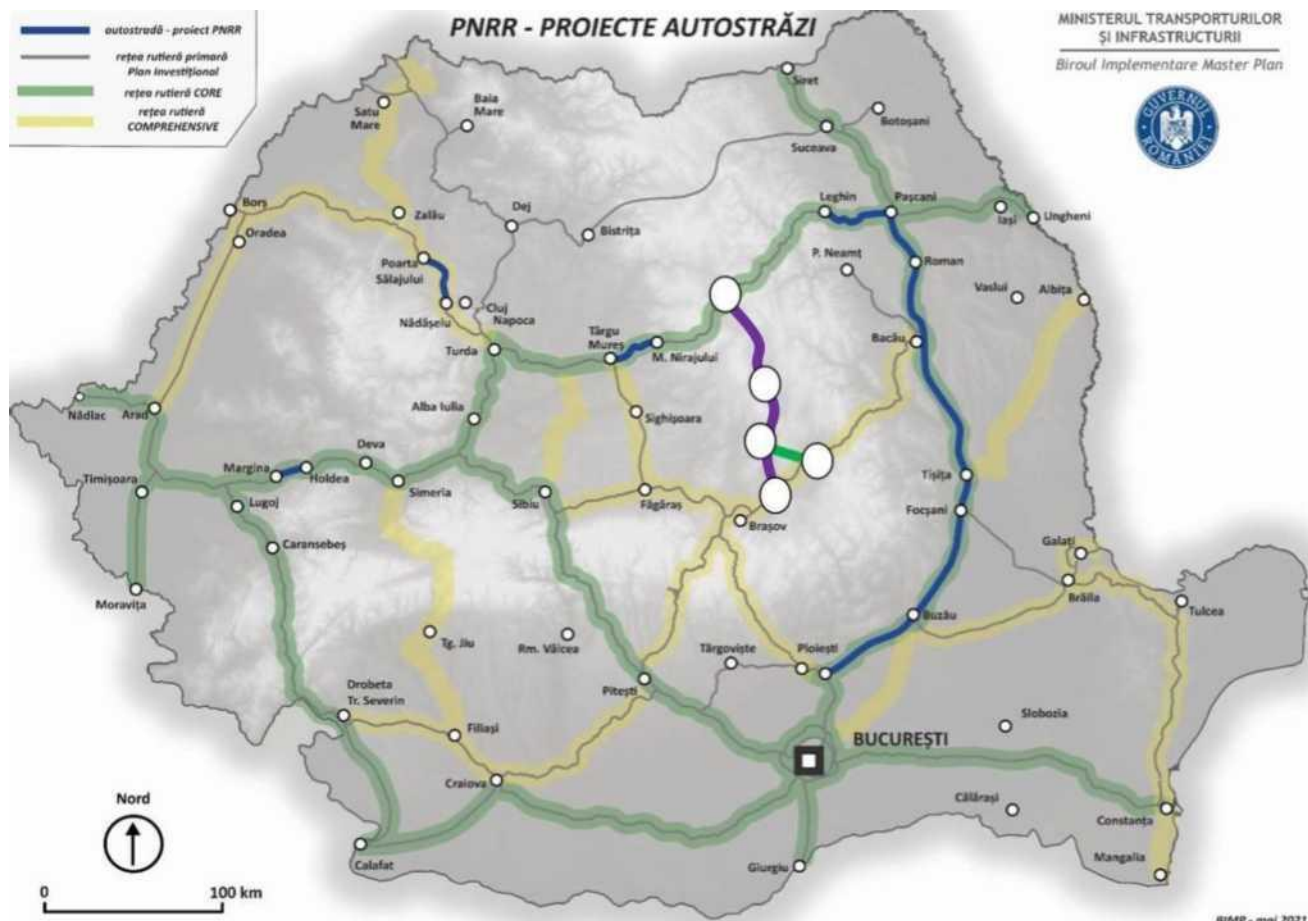 autostradă - proiect PNRR
rețea rutieră primară
Plan Investițional
rețea rutieră CORE
rețea rutieră
COMPREHENSIVE
PNRR - PROIECTE AUTOSTRĂZI
MINISTERUL TRANSPORTURILOR
ȘI INFRASTRUCTURII
Biroul Implementare Master Plan
GUVERNUL
ROMÂNIEI
Siret
Satu
Mare
Baia
Mare
Botoșani
Suceava
Borș
Oradea
Zalău
Dej
Bistrița
Leghin
Pașcani
Iași
Ungheni
Poarta
Sălajului
P. Neamț
Roman
Vaslui
Albița
Nădășelu
Cluj
Napoca
Turda
Târgu
Mureș
M. Nirajului
Bacău
Nădlac
Arad
Alba Iulia
Sighișoara
Margina
Holdea
Deva
Simeria
Timișoara
Lugoj
Sibiu
Făgăraș
Brașov
Tișița
Focșani
Caransebeș
Galați
Brăila
Tulcea
Moravița
Tg. Jiu
Rm. Vâlcea
Târgoviște
Ploiești
Buzău
Pitești
Drobeta
Tr. Severin
Filiași
Slobozia
BUCUREȘTI
Craiova
Călărași
Constanța
Mangalia
Calafat
Giurgiu
Nord
0 100 km
BIMP - mai 2021